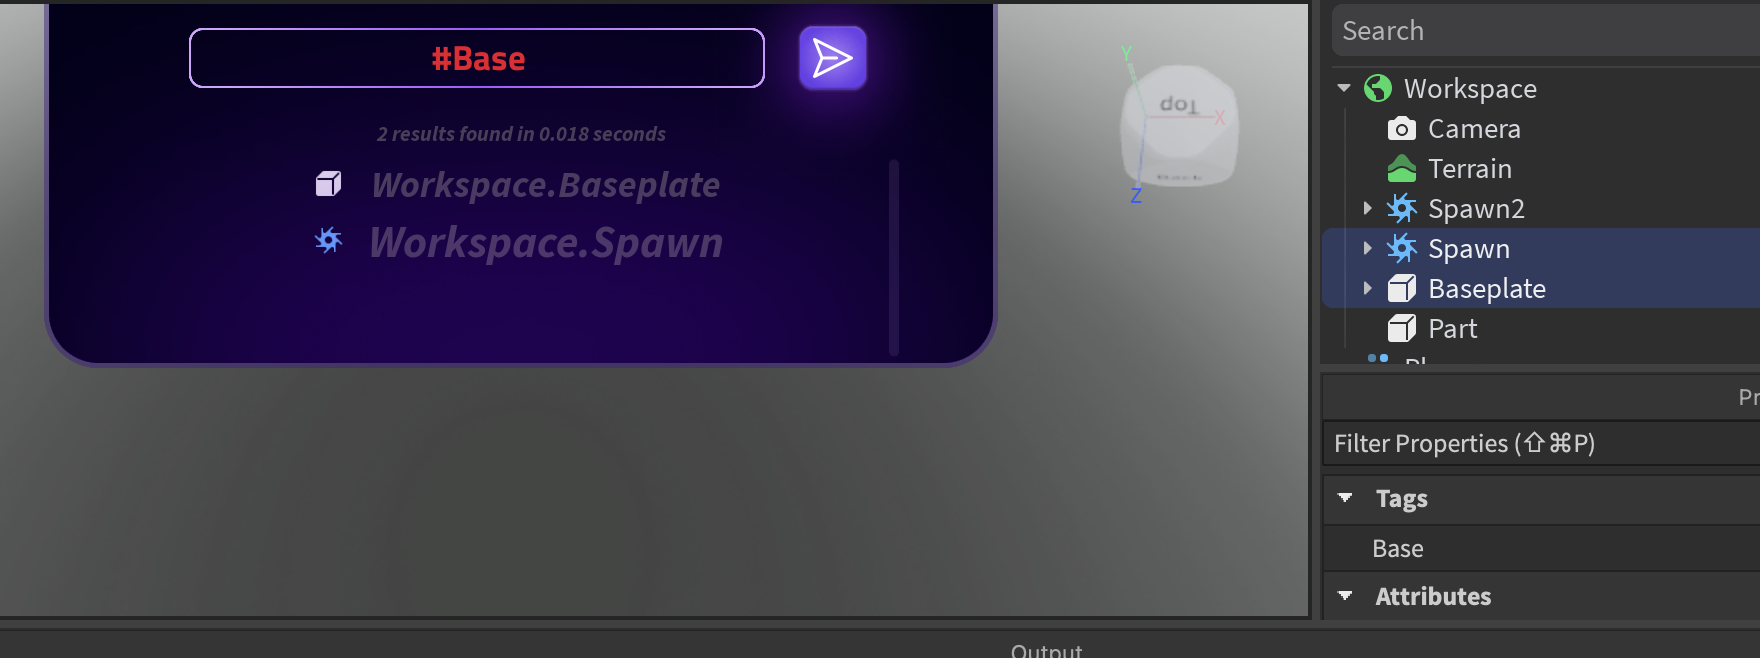 #Base
2 results found in 0.018 seconds
Workspace.Baseplate
Workspace.Spawn
Y
Top
X
Z
Search
Workspace
Camera
Terrain
Spawn2
Spawn
Baseplate
Part
Pr
Filter Properties (⇧⌘P)
Tags
Base
Attributes
Output